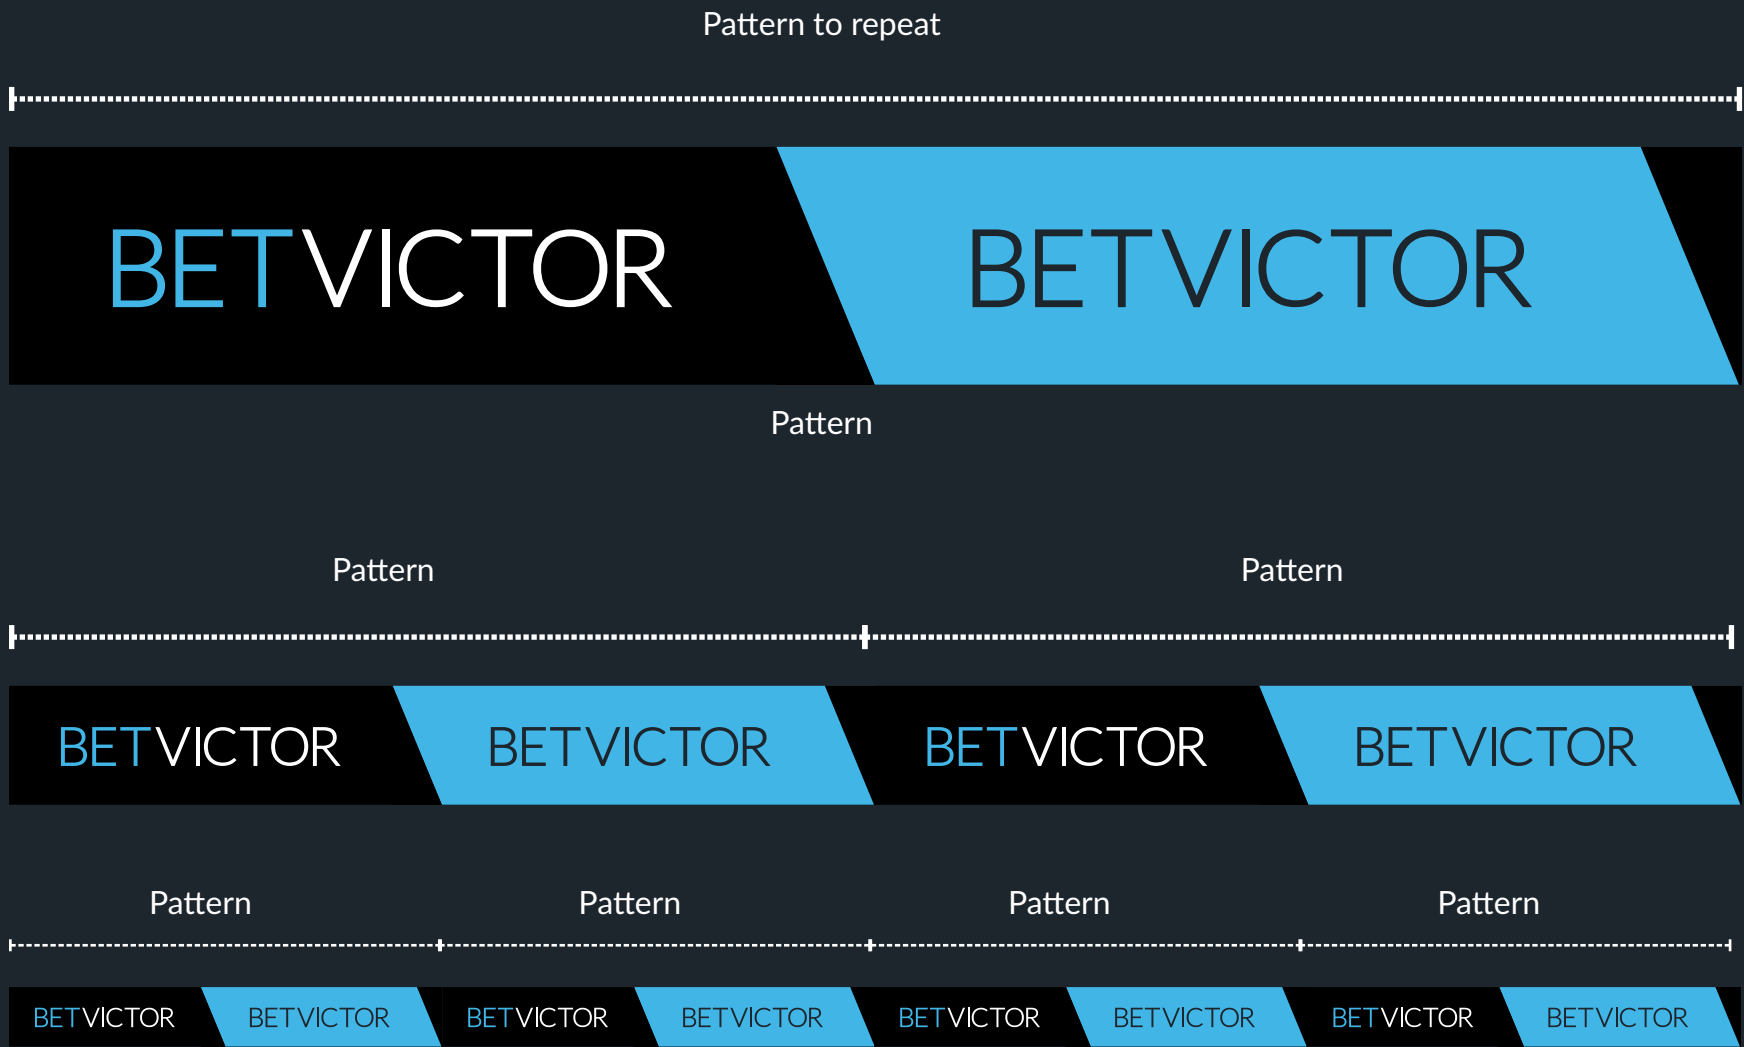 Pattern to repeat
BETVICTOR BETVICTOR
Pattern
Pattern Pattern
BETVICTOR BETVICTOR BETVICTOR BETVICTOR
Pattern Pattern Pattern Pattern
BETVICTOR BETVICTOR BETVICTOR BETVICTOR BETVICTOR BETVICTOR BETVICTOR BETVICTOR